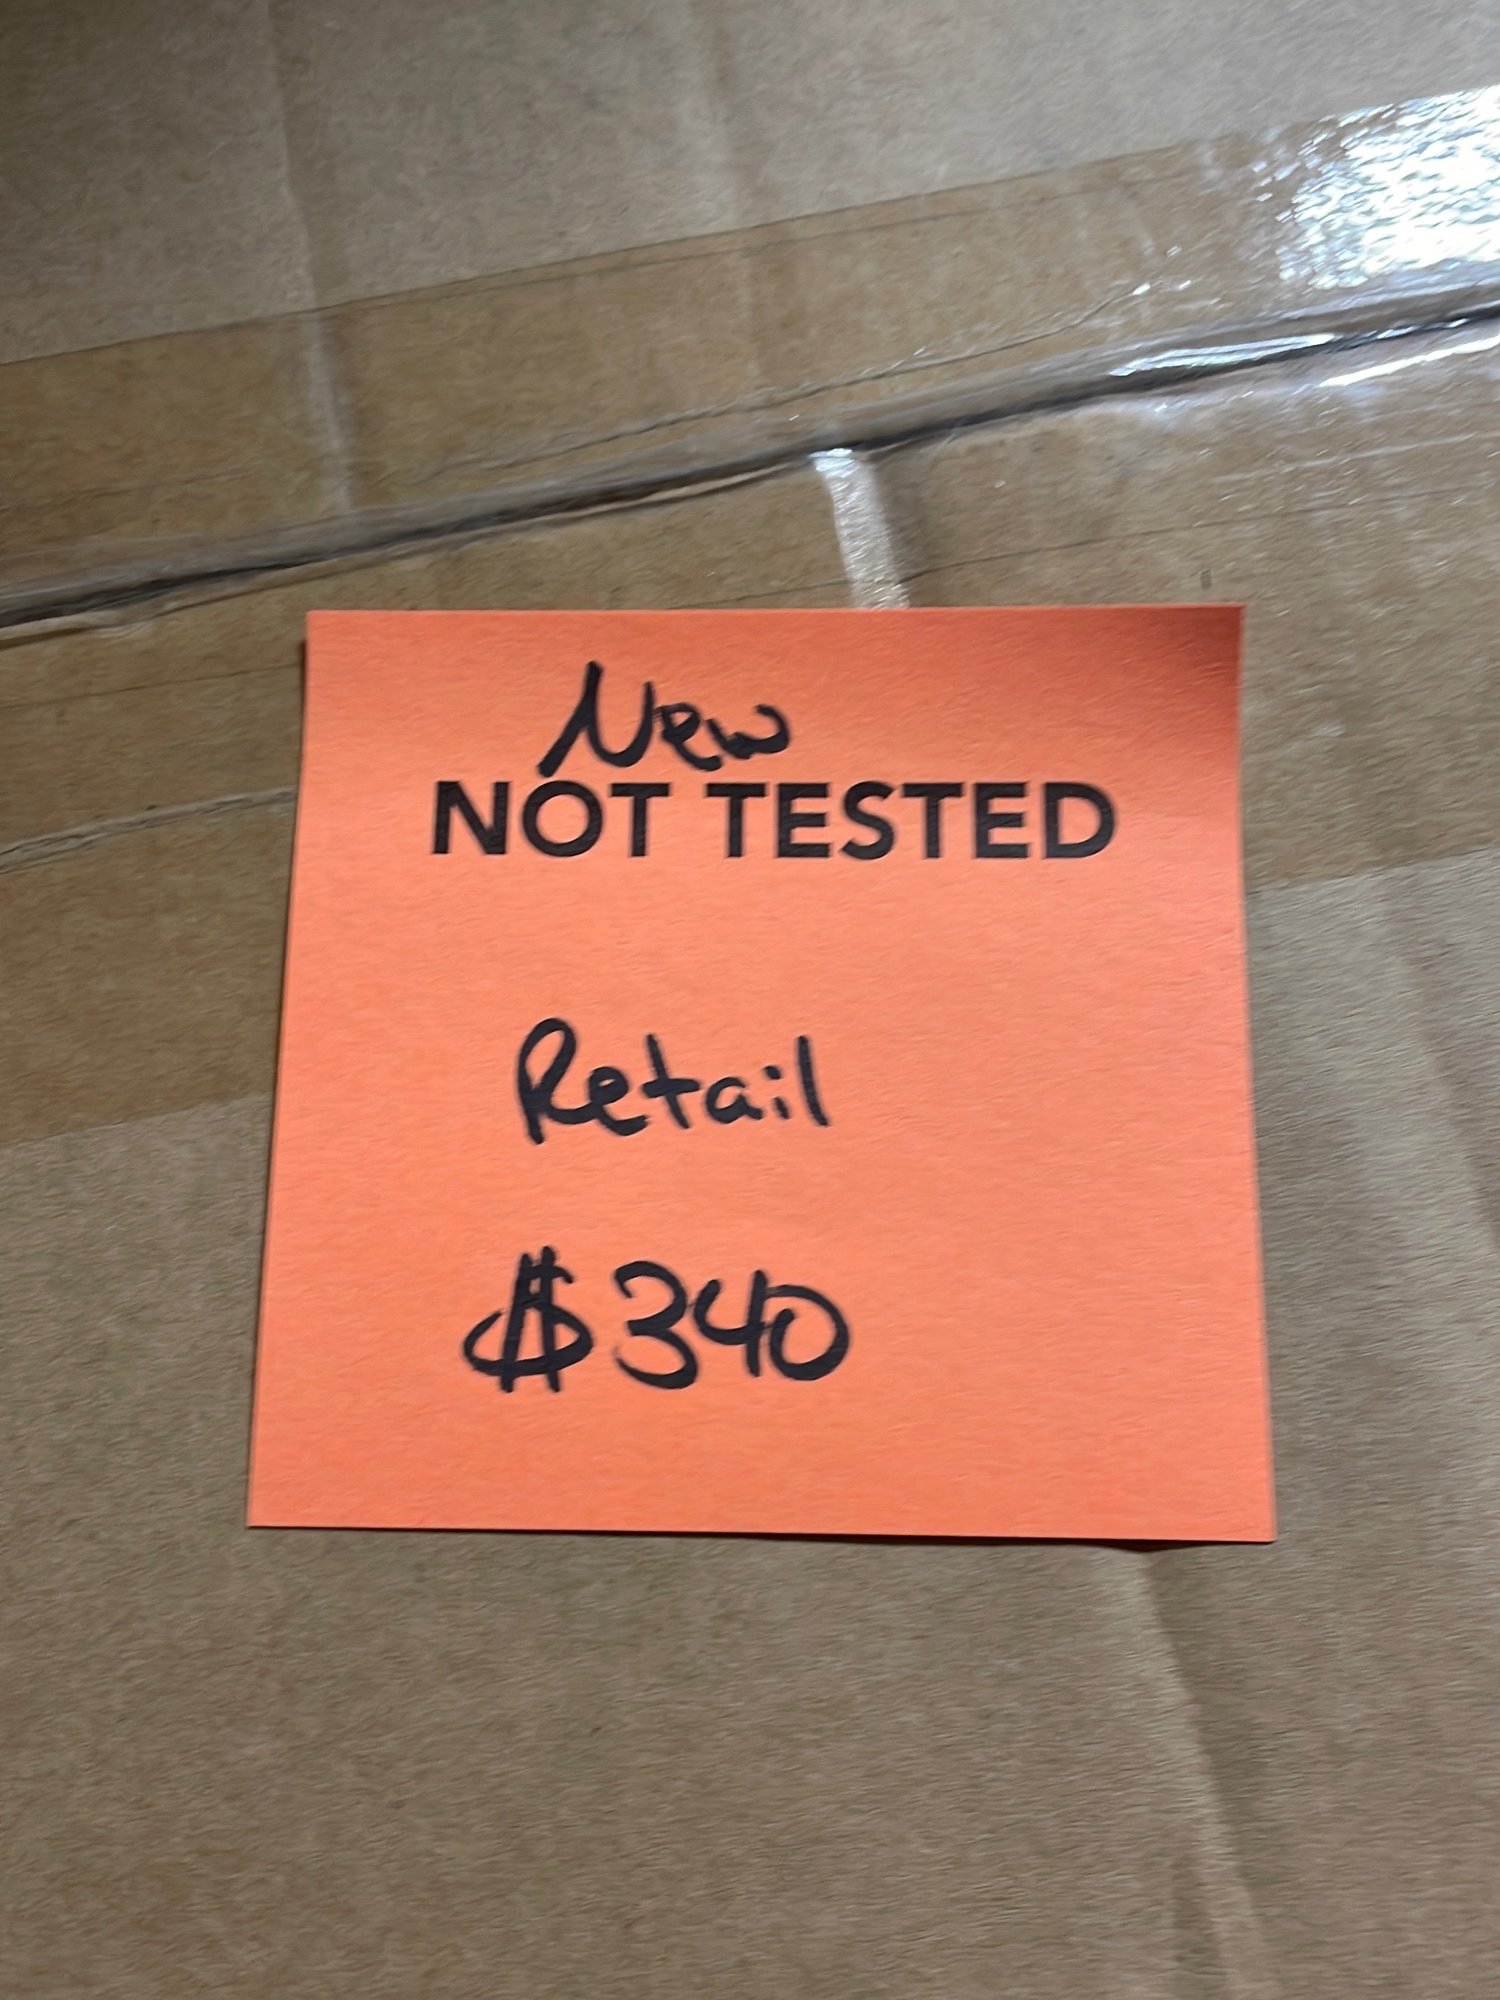 New
NOT TESTED
Retail
$340